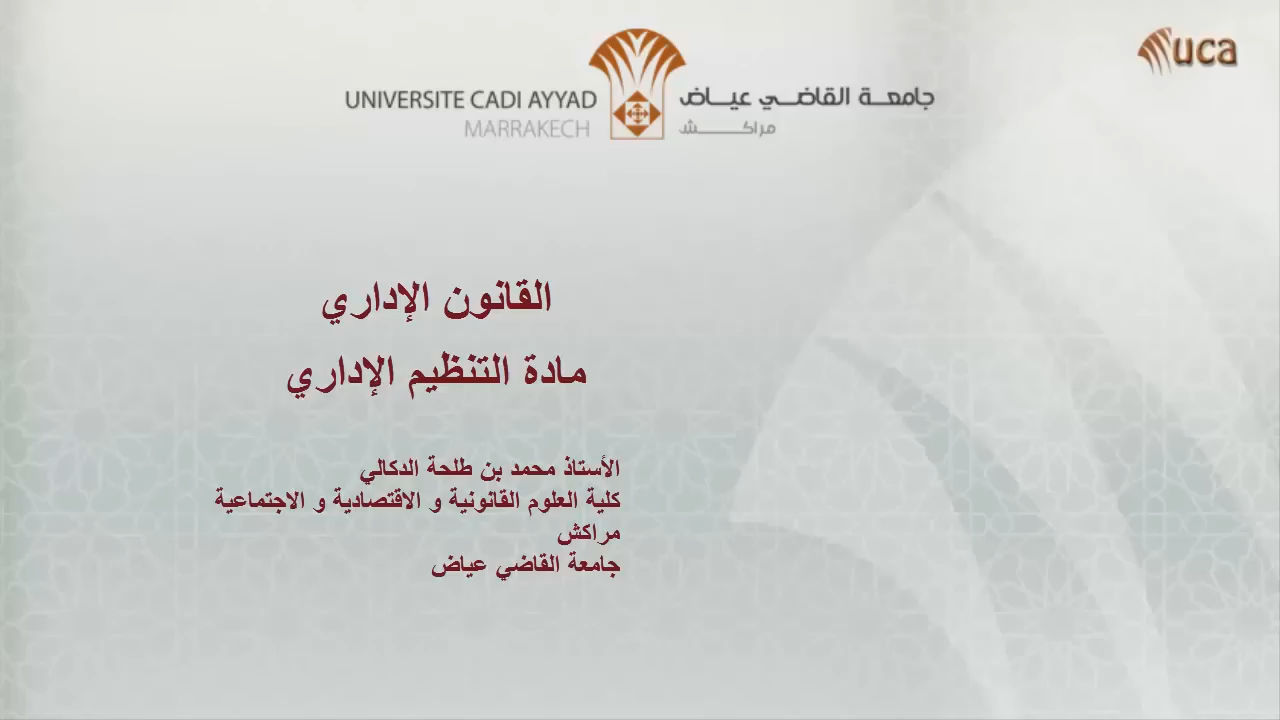 uca
UNIVERSITE CADI AYYAD
MARRAKECH
جامعة القاضي عياض
مراكش
القانون الإداري
مادة التنظيم الإداري
الأستاذ محمد بن طلحة الدكالي
كلية العلوم القانونية و الاقتصادية و الاجتماعية
مراكش
جامعة القاضي عياض